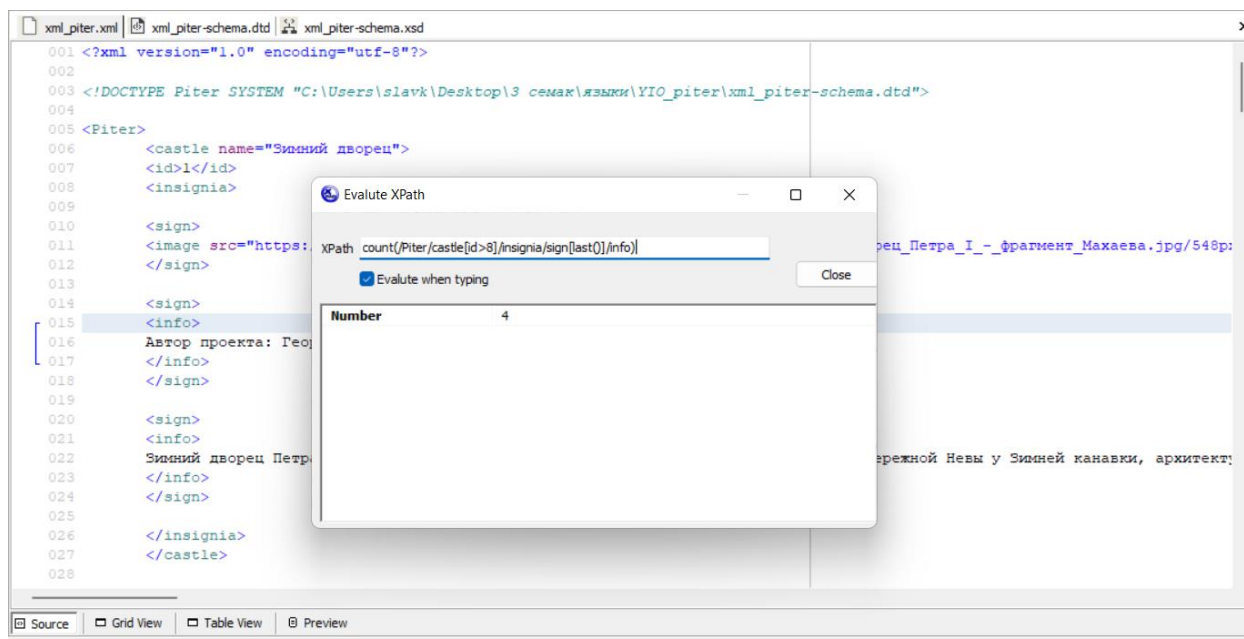 xml_piter.xml xml_piter-schema.dtd xml_piter-schema.xsd
001 <?xml version="1.0" encoding="utf-8"?>
002
003 <!DOCTYPE Piter SYSTEM "C:\Users\slavk\Desktop\3 семак\языки\YIO_piter\xml_piter-schema.dtd">
004
005 <Piter>
006 <castle name="Зимний дворец">
007 <id>1</id>
008 <insignia>
009
010 <sign>
011 <image src="https: рец_Петра_I_-_фрагмент_Махаева.jpg/548p
012 </sign>
013
014 <sign>
015 <info>
016 Автор проекта: Геор
017 </info>
018 </sign>
019
020 <sign>
021 <info>
022 Зимний дворец Петр ережной Невы у Зимней канавки, архитект
023 </info>
024 </sign>
025
026 </insignia>
027 </castle>
028
Evalute XPath
XPath count(/Piter/castle[id>8]/insignia/sign[last()]/info)
Evalute when typing
Close
Number 4
Source Grid View Table View Preview